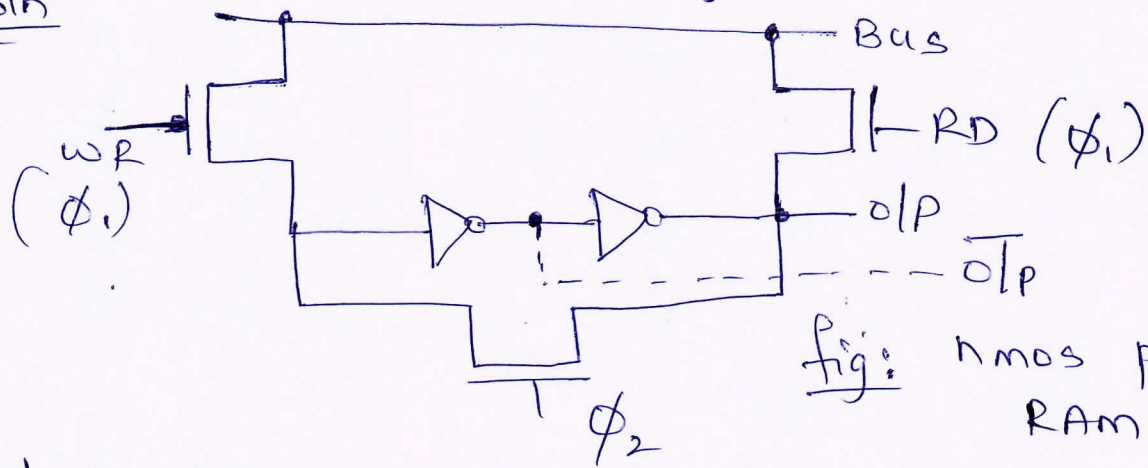 Bus
WR
(φ₁)
RD (φ₁)
o/p
o̅/̅p̅
φ₂
fig: nmos
RAM